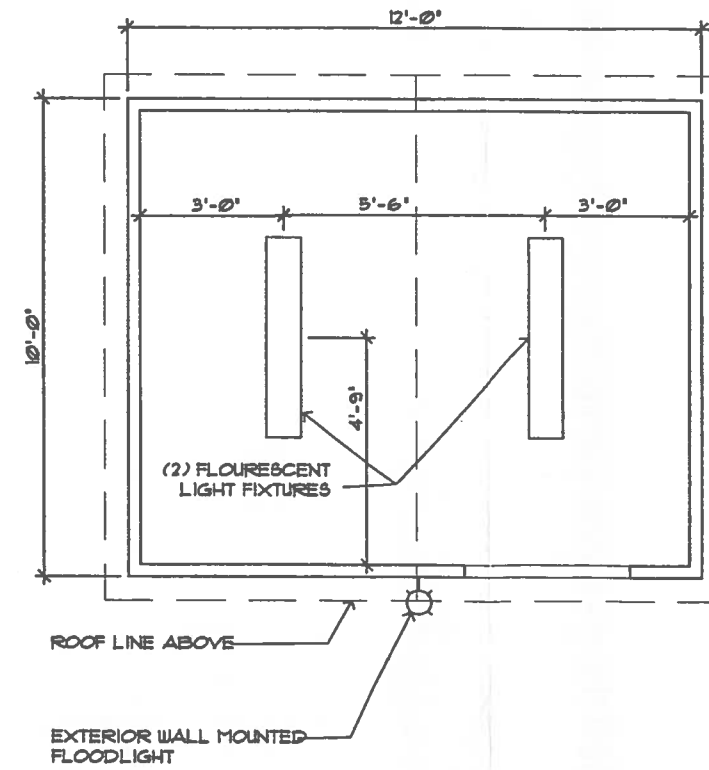 12'-0"
3'-0"
5'-6"
3'-0"
10'-0"
4'-9"
(2) FLOURESCENT
LIGHT FIXTURES
ROOF LINE ABOVE
EXTERIOR WALL MOUNTED
FLOODLIGHT